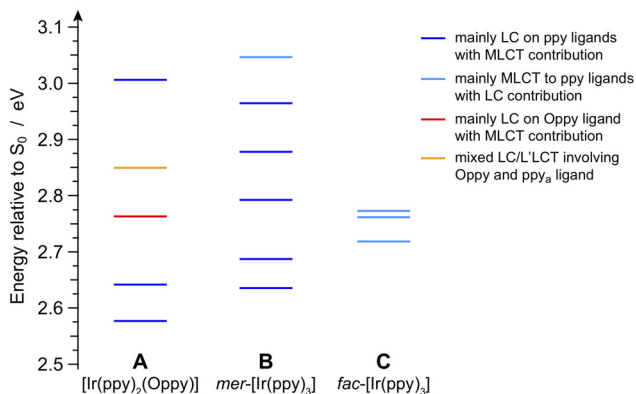 Energy relative to S₀ / eV
3.1
3.0
2.9
2.8
2.7
2.6
2.5
mainly LC on ppy ligands
with MLCT contribution
mainly MLCT to ppy ligands
with LC contribution
mainly LC on Oppy ligand
with MLCT contribution
mixed LC/L'LCT involving
Oppy and ppyₐ ligand
A B C
[Ir(ppy)₂(Oppy)] mer-[Ir(ppy)₃] fac-[Ir(ppy)₃]